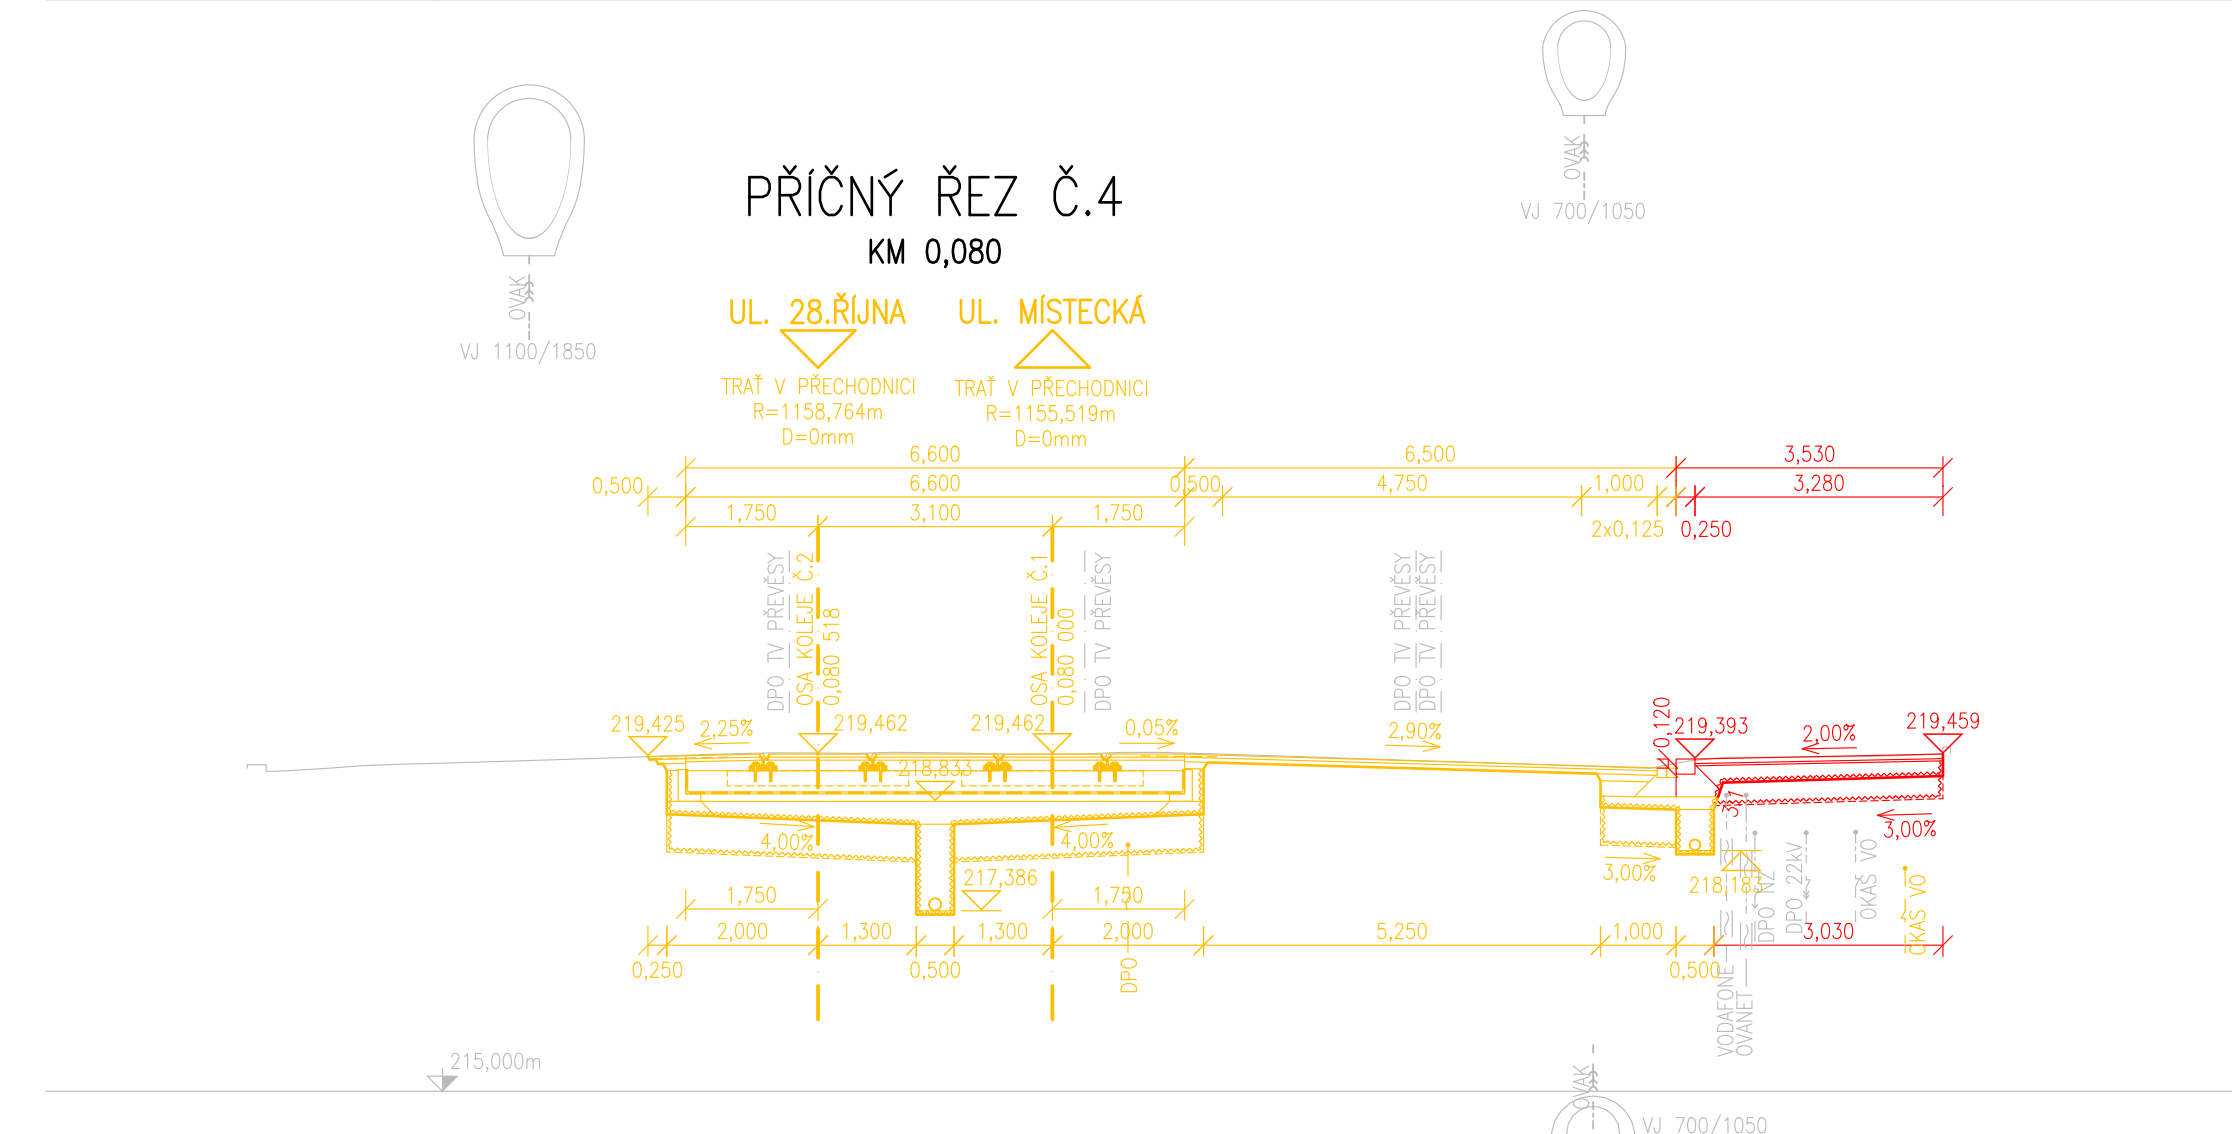 OVAK
VJ 700/1050
OVAK
VJ 1100/1850
PŘÍČNÝ ŘEZ Č.4
KM 0,080
UL. 28.ŘÍJNA
UL. MÍSTECKÁ
TRAŤ V PŘECHODNICI
R=1158,764m
D=0mm
TRAŤ V PŘECHODNICI
R=1155,519m
D=0mm
6,600
6,500
3,530
0,500
6,600
0,500
4,750
1,000
3,280
1,750
3,100
1,750
2x0,125
0,250
DPO TV PŘEVĚSY
OSA KOLEJE Č.2
0,080 518
OSA KOLEJE Č.1
0,080 000
DPO TV PŘEVĚSY
DPO TV PŘEVĚSY
DPO TV PŘEVĚSY
219,425
2,25%
219,462
219,462
0,05%
2,90%
0,120
219,393
2,00%
219,459
218,833
4,00%
4,00%
3:1
3,00%
3,00%
217,386
218,183
1,750
1,750
2,000
1,300
1,300
2,000
5,250
1,000
3,030
0,250
0,500
0,500
DPO
VODAFONE
OVANET
DPO NZ
DPO 22kV
OKAS VO
OKAS VO
215,000m
OVAK
VJ 700/1050